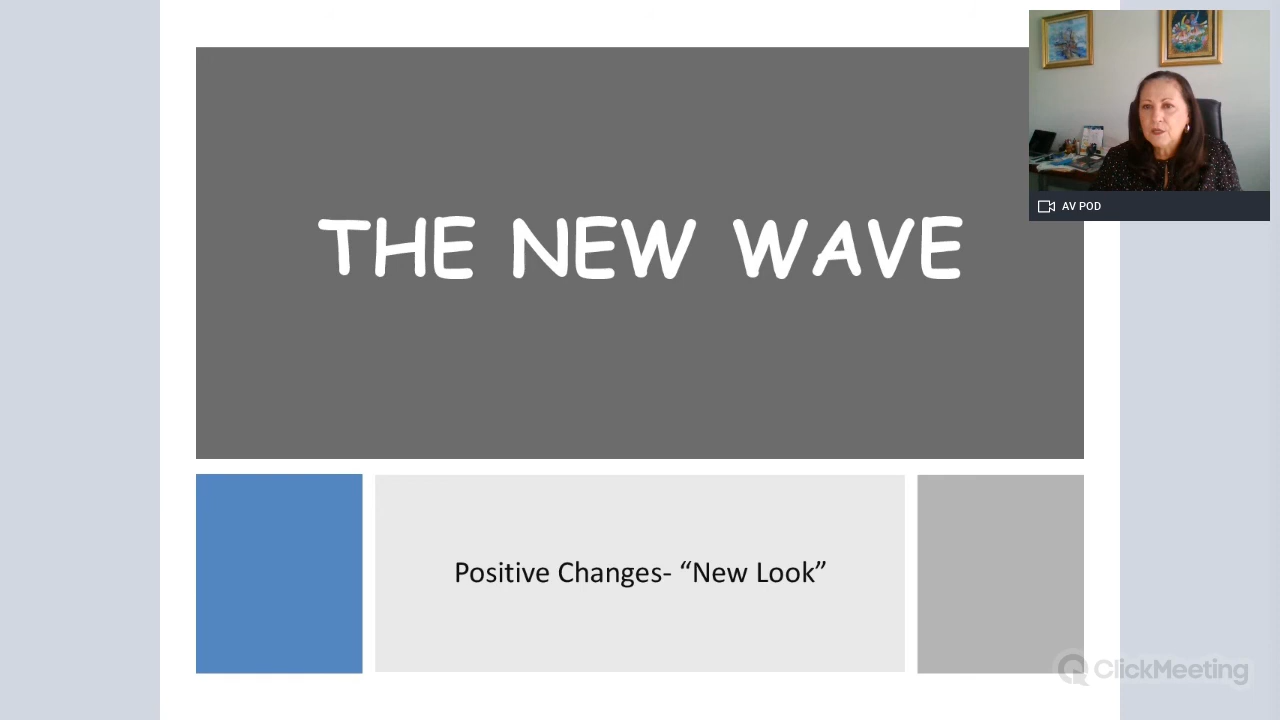 THE NEW WAVE
AV POD
Positive Changes- “New Look”
ClickMeeting